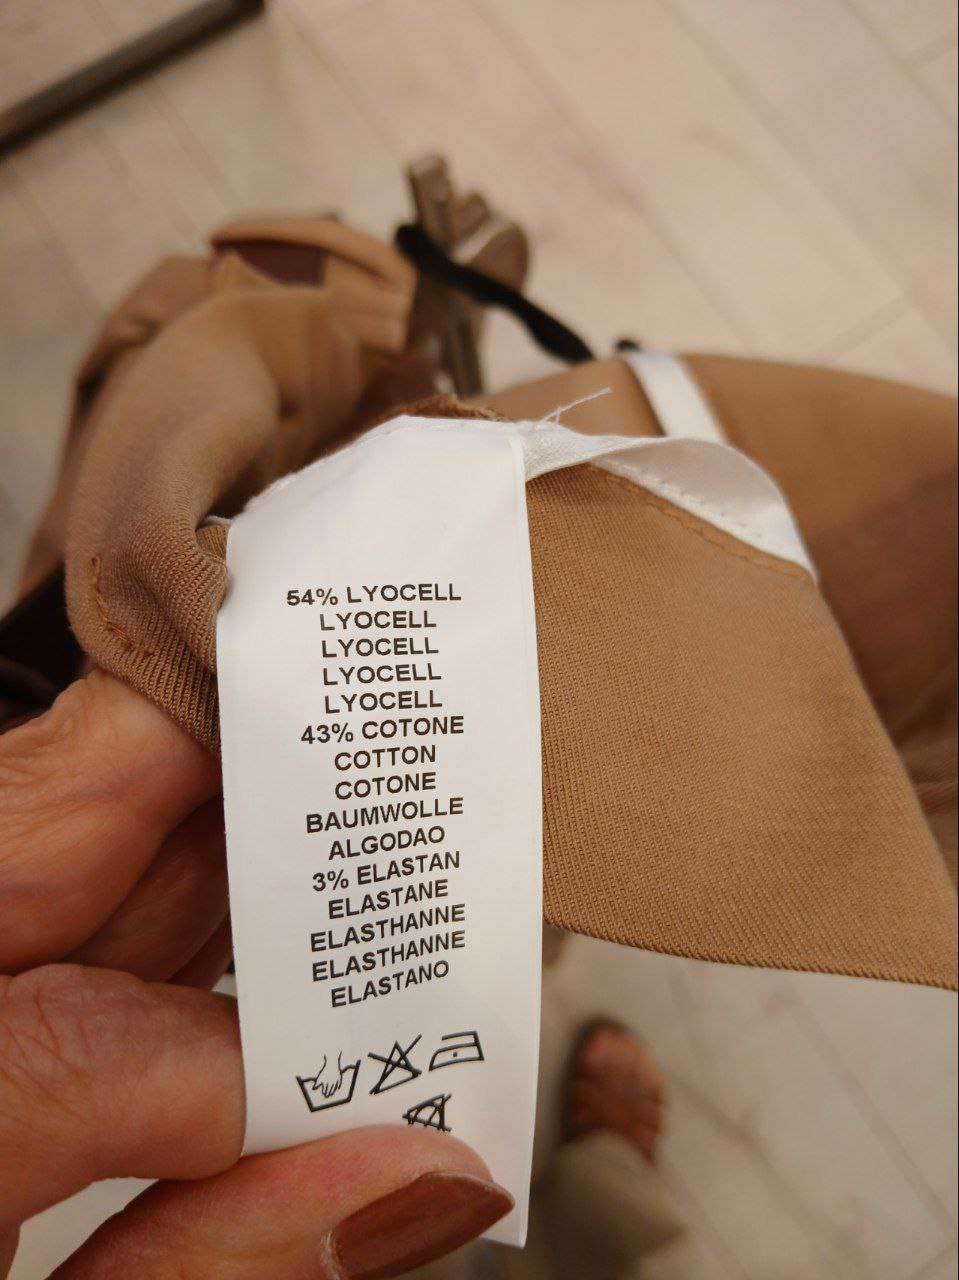 54% LYOCELL
LYOCELL
LYOCELL
LYOCELL
LYOCELL
43% COTONE
COTTON
COTONE
BAUMWOLLE
ALGODAO
3% ELASTAN
ELASTANE
ELASTHANNE
ELASTHANNE
ELASTANO